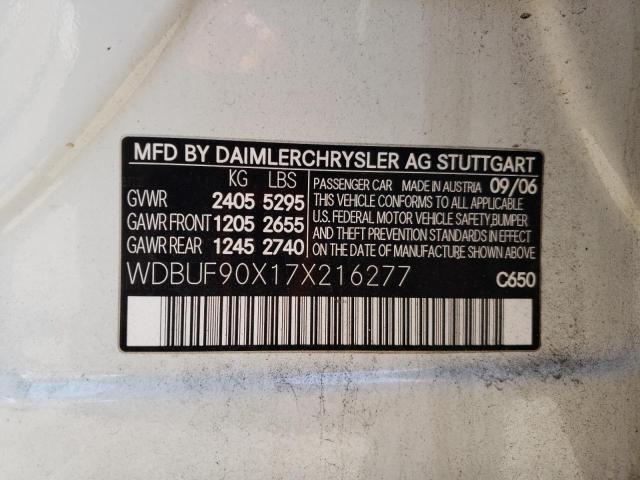 MFD BY DAIMLERCHRYSLER AG STUTTGART
KG LBS
GVWR 2405 5295
GAWR FRONT 1205 2655
GAWR REAR 1245 2740
PASSENGER CAR MADE IN AUSTRIA 09/06
THIS VEHICLE CONFORMS TO ALL APPLICABLE
U.S. FEDERAL MOTOR VEHICLE SAFETY,BUMPER
AND THEFT PREVENTION STANDARDS IN EFFECT
ON THE DATE OF MANUFACTURE SHOWN ABOVE.
WDBUF90X17X216277 C650